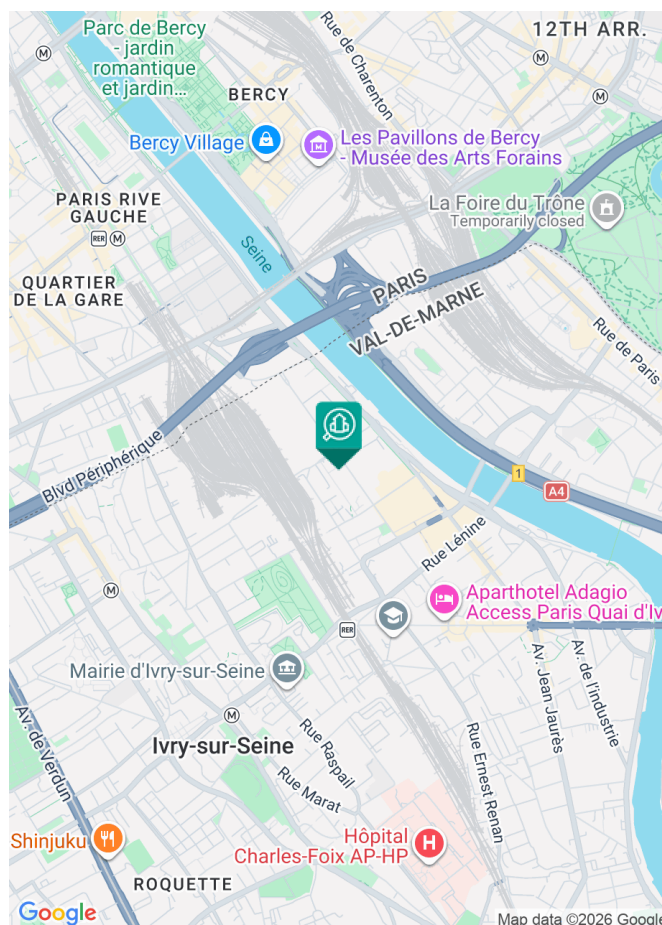 Parc de Bercy
- jardin
romantique
et jardin...
Rue de Charenton
12TH ARR.
M
M
M
BERCY
Bercy Village
Les Pavillons de Bercy
- Musée des Arts Forains
La Foire du Trône
Temporarily closed
PARIS RIVE
GAUCHE
RER M
Seine
QUARTIER
DE LA GARE
PARIS
VAL-DE-MARNE
Rue de Paris
Blvd Périphérique
1
A4
Rue Lénine
M
Aparthotel Adagio
Access Paris Quai d'Iv
RER
Mairie d'Ivry-sur-Seine
Av. Jean Jaurès
Av. de l'industrie
M
Av. de Verdun
Ivry-sur-Seine
Rue Raspail
Rue Marat
Rue Ernest Renan
Shinjuku
Hôpital
Charles-Foix AP-HP
H
ROQUETTE
Google
Map data ©2026 Google